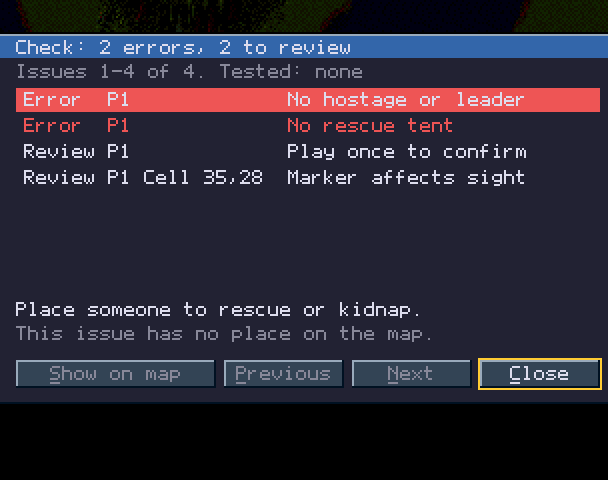 Check: 2 errors, 2 to review
Issues 1-4 of 4. Tested: none
Error P1 No hostage or leader
Error P1 No rescue tent
Review P1 Play once to confirm
Review P1 Cell 35,28 Marker affects sight
Place someone to rescue or kidnap.
This issue has no place on the map.
Show on map Previous Next Close